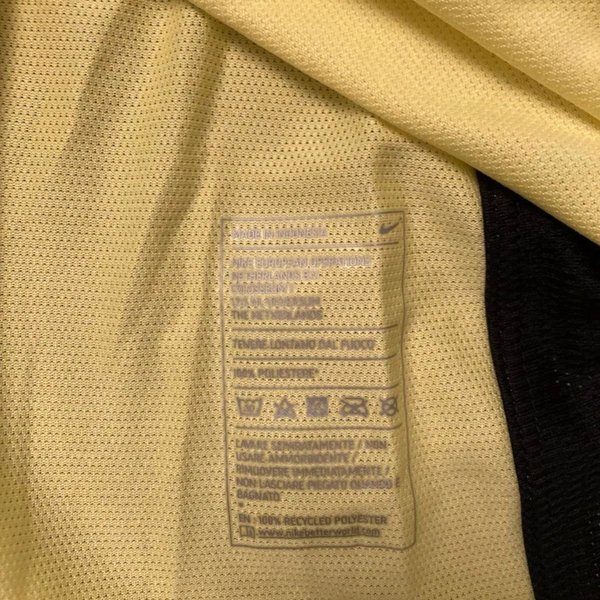 MADE IN INDONESIA
NIKE EUROPEAN OPERATIONS
NETHERLANDS B.V.
COLOSSEUM 1
1213 NL HILVERSUM
THE NETHERLANDS
TENERE LONTANO DAL FUOCO
100% POLIESTERE*
LAVARE SEPARATAMENTE / NON
USARE AMMORBIDENTE /
RIMUOVERE IMMEDIATAMENTE /
NON LASCIARE PIEGATO QUANDO È
BAGNATO
*
EN : 100% RECYCLED POLYESTER
www.nikebetterworld.com